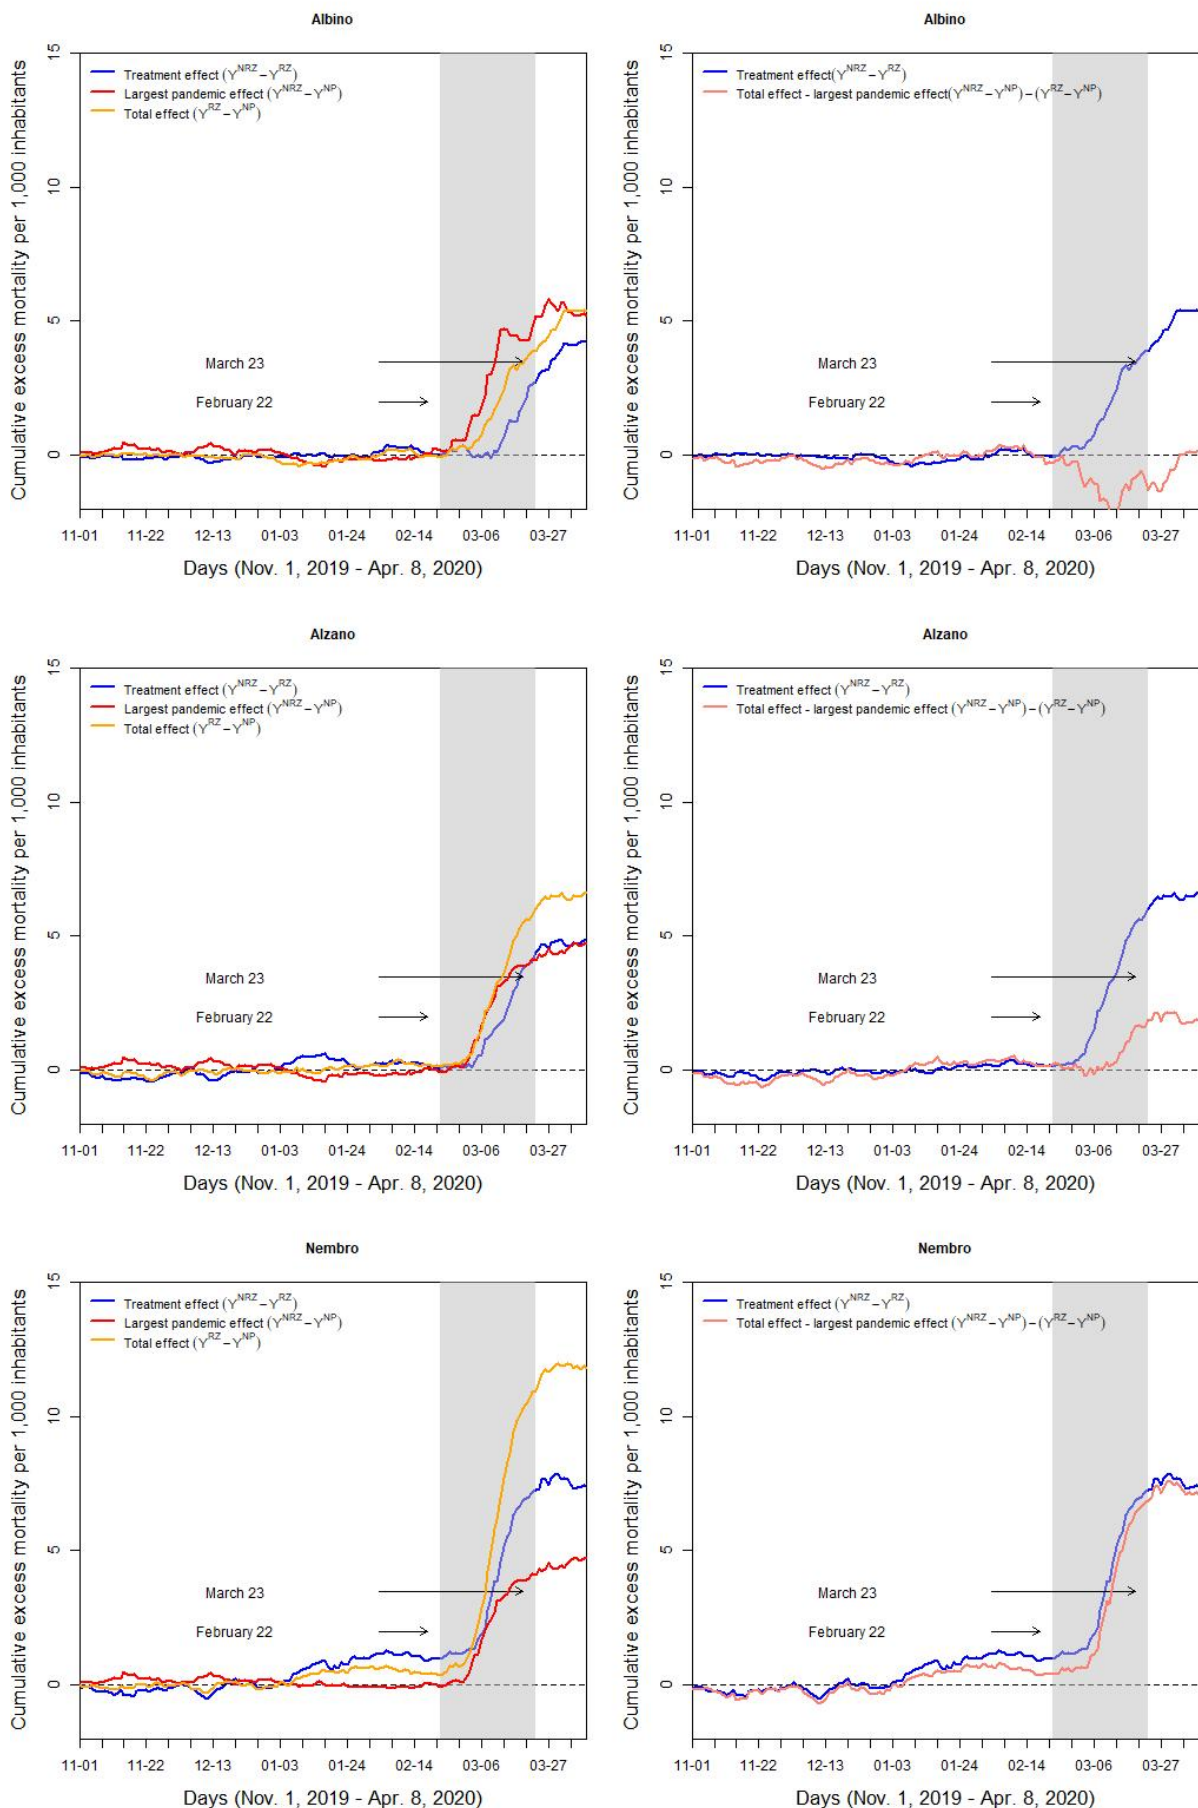 Albino
Cumulative excess mortality per 1,000 inhabitants
15
10
5
0
Treatment effect (Y^NRZ − Y^RZ)
Largest pandemic effect (Y^NRZ − Y^NP)
Total effect (Y^RZ − Y^NP)
March 23
February 22
11-01 11-22 12-13 01-03 01-24 02-14 03-06 03-27
Days (Nov. 1, 2019 - Apr. 8, 2020)
Albino
Cumulative excess mortality per 1,000 inhabitants
15
10
5
0
Treatment effect(Y^NRZ − Y^RZ)
Total effect - largest pandemic effect(Y^NRZ − Y^NP) − (Y^RZ − Y^NP)
March 23
February 22
11-01 11-22 12-13 01-03 01-24 02-14 03-06 03-27
Days (Nov. 1, 2019 - Apr. 8, 2020)
Alzano
Cumulative excess mortality per 1,000 inhabitants
15
10
5
0
Treatment effect (Y^NRZ − Y^RZ)
Largest pandemic effect (Y^NRZ − Y^NP)
Total effect (Y^RZ − Y^NP)
March 23
February 22
11-01 11-22 12-13 01-03 01-24 02-14 03-06 03-27
Days (Nov. 1, 2019 - Apr. 8, 2020)
Alzano
Cumulative excess mortality per 1,000 inhabitants
15
10
5
0
Treatment effect (Y^NRZ − Y^RZ)
Total effect - largest pandemic effect (Y^NRZ − Y^NP) − (Y^RZ − Y^NP)
March 23
February 22
11-01 11-22 12-13 01-03 01-24 02-14 03-06 03-27
Days (Nov. 1, 2019 - Apr. 8, 2020)
Nembro
Cumulative excess mortality per 1,000 inhabitants
15
10
5
0
Treatment effect (Y^NRZ − Y^RZ)
Largest pandemic effect (Y^NRZ − Y^NP)
Total effect (Y^RZ − Y^NP)
March 23
February 22
11-01 11-22 12-13 01-03 01-24 02-14 03-06 03-27
Days (Nov. 1, 2019 - Apr. 8, 2020)
Nembro
Cumulative excess mortality per 1,000 inhabitants
15
10
5
0
Treatment effect (Y^NRZ − Y^RZ)
Total effect - largest pandemic effect (Y^NRZ − Y^NP) − (Y^RZ − Y^NP)
March 23
February 22
11-01 11-22 12-13 01-03 01-24 02-14 03-06 03-27
Days (Nov. 1, 2019 - Apr. 8, 2020)